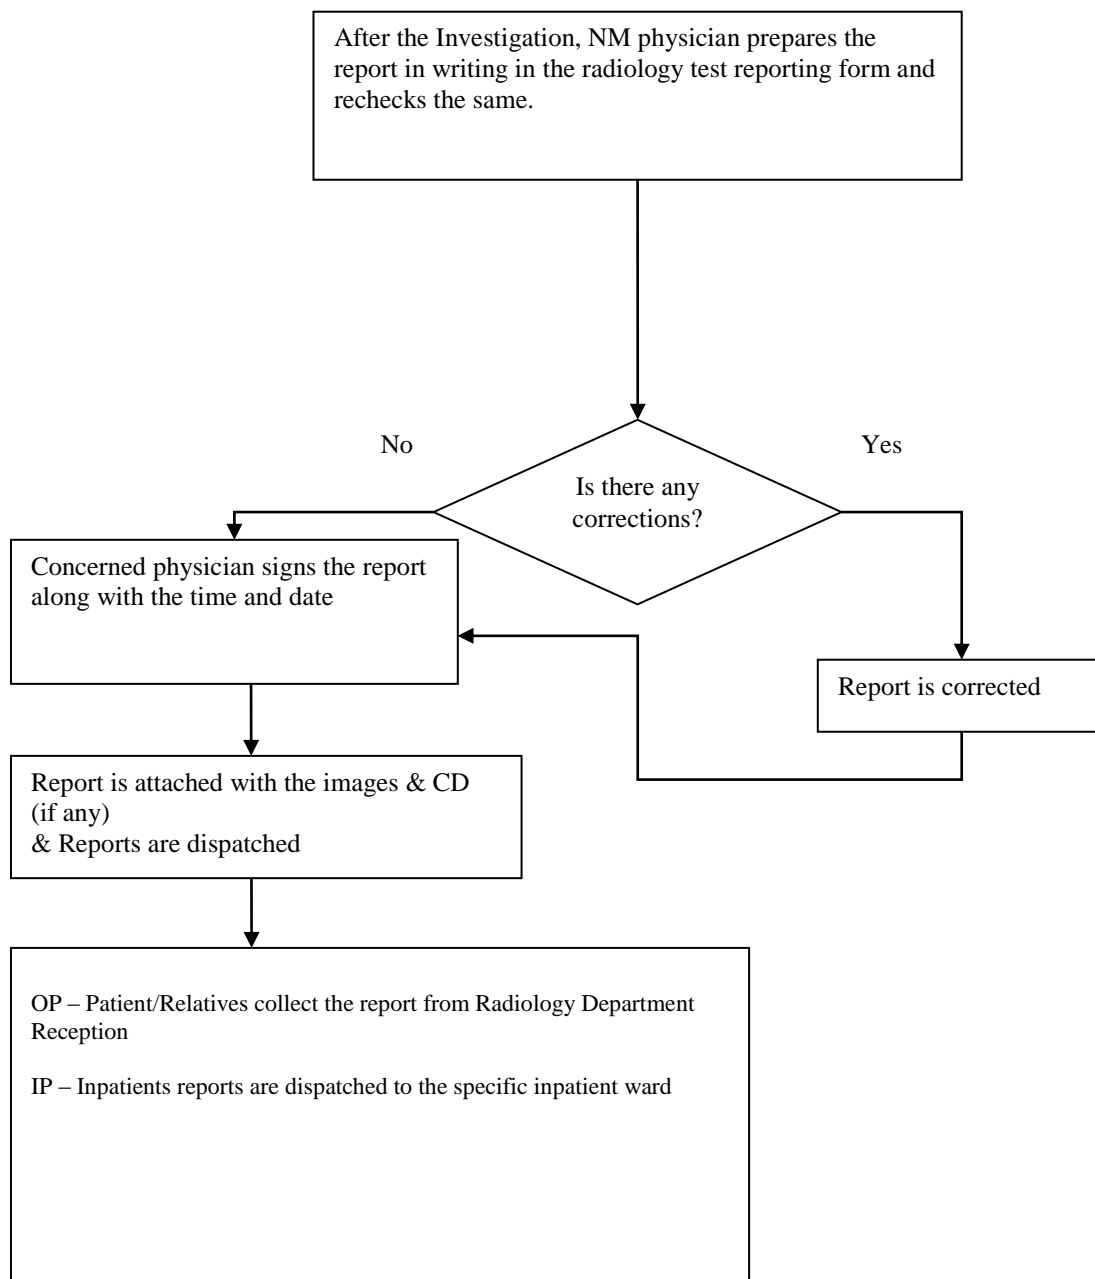 After the Investigation, NM physician prepares the
report in writing in the radiology test reporting form and
rechecks the same.
No
Yes
Is there any
corrections?
Concerned physician signs the report
along with the time and date
Report is corrected
Report is attached with the images & CD
(if any)
& Reports are dispatched
OP – Patient/Relatives collect the report from Radiology Department
Reception
IP – Inpatients reports are dispatched to the specific inpatient ward